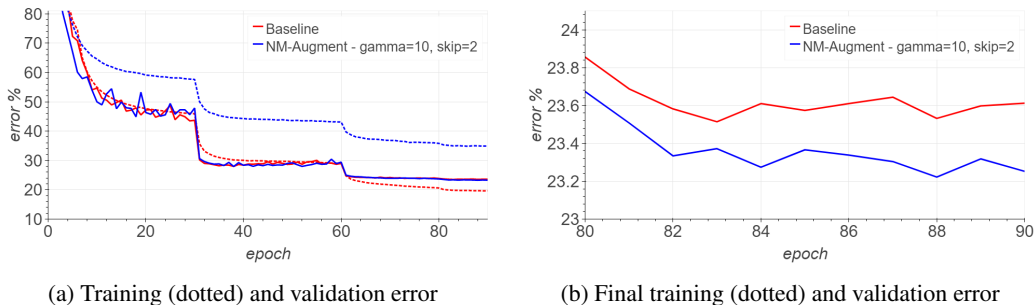 80
70
60
50
40
30
20
10
error %
0
20
40
60
80
epoch
Baseline
NM-Augment - gamma=10, skip=2
(a) Training (dotted) and validation error
23.8
23.6
23.4
23.2
23
error %
80
82
84
86
88
90
epoch
Baseline
NM-Augment - gamma=10, skip=2
(b) Final training (dotted) and validation error